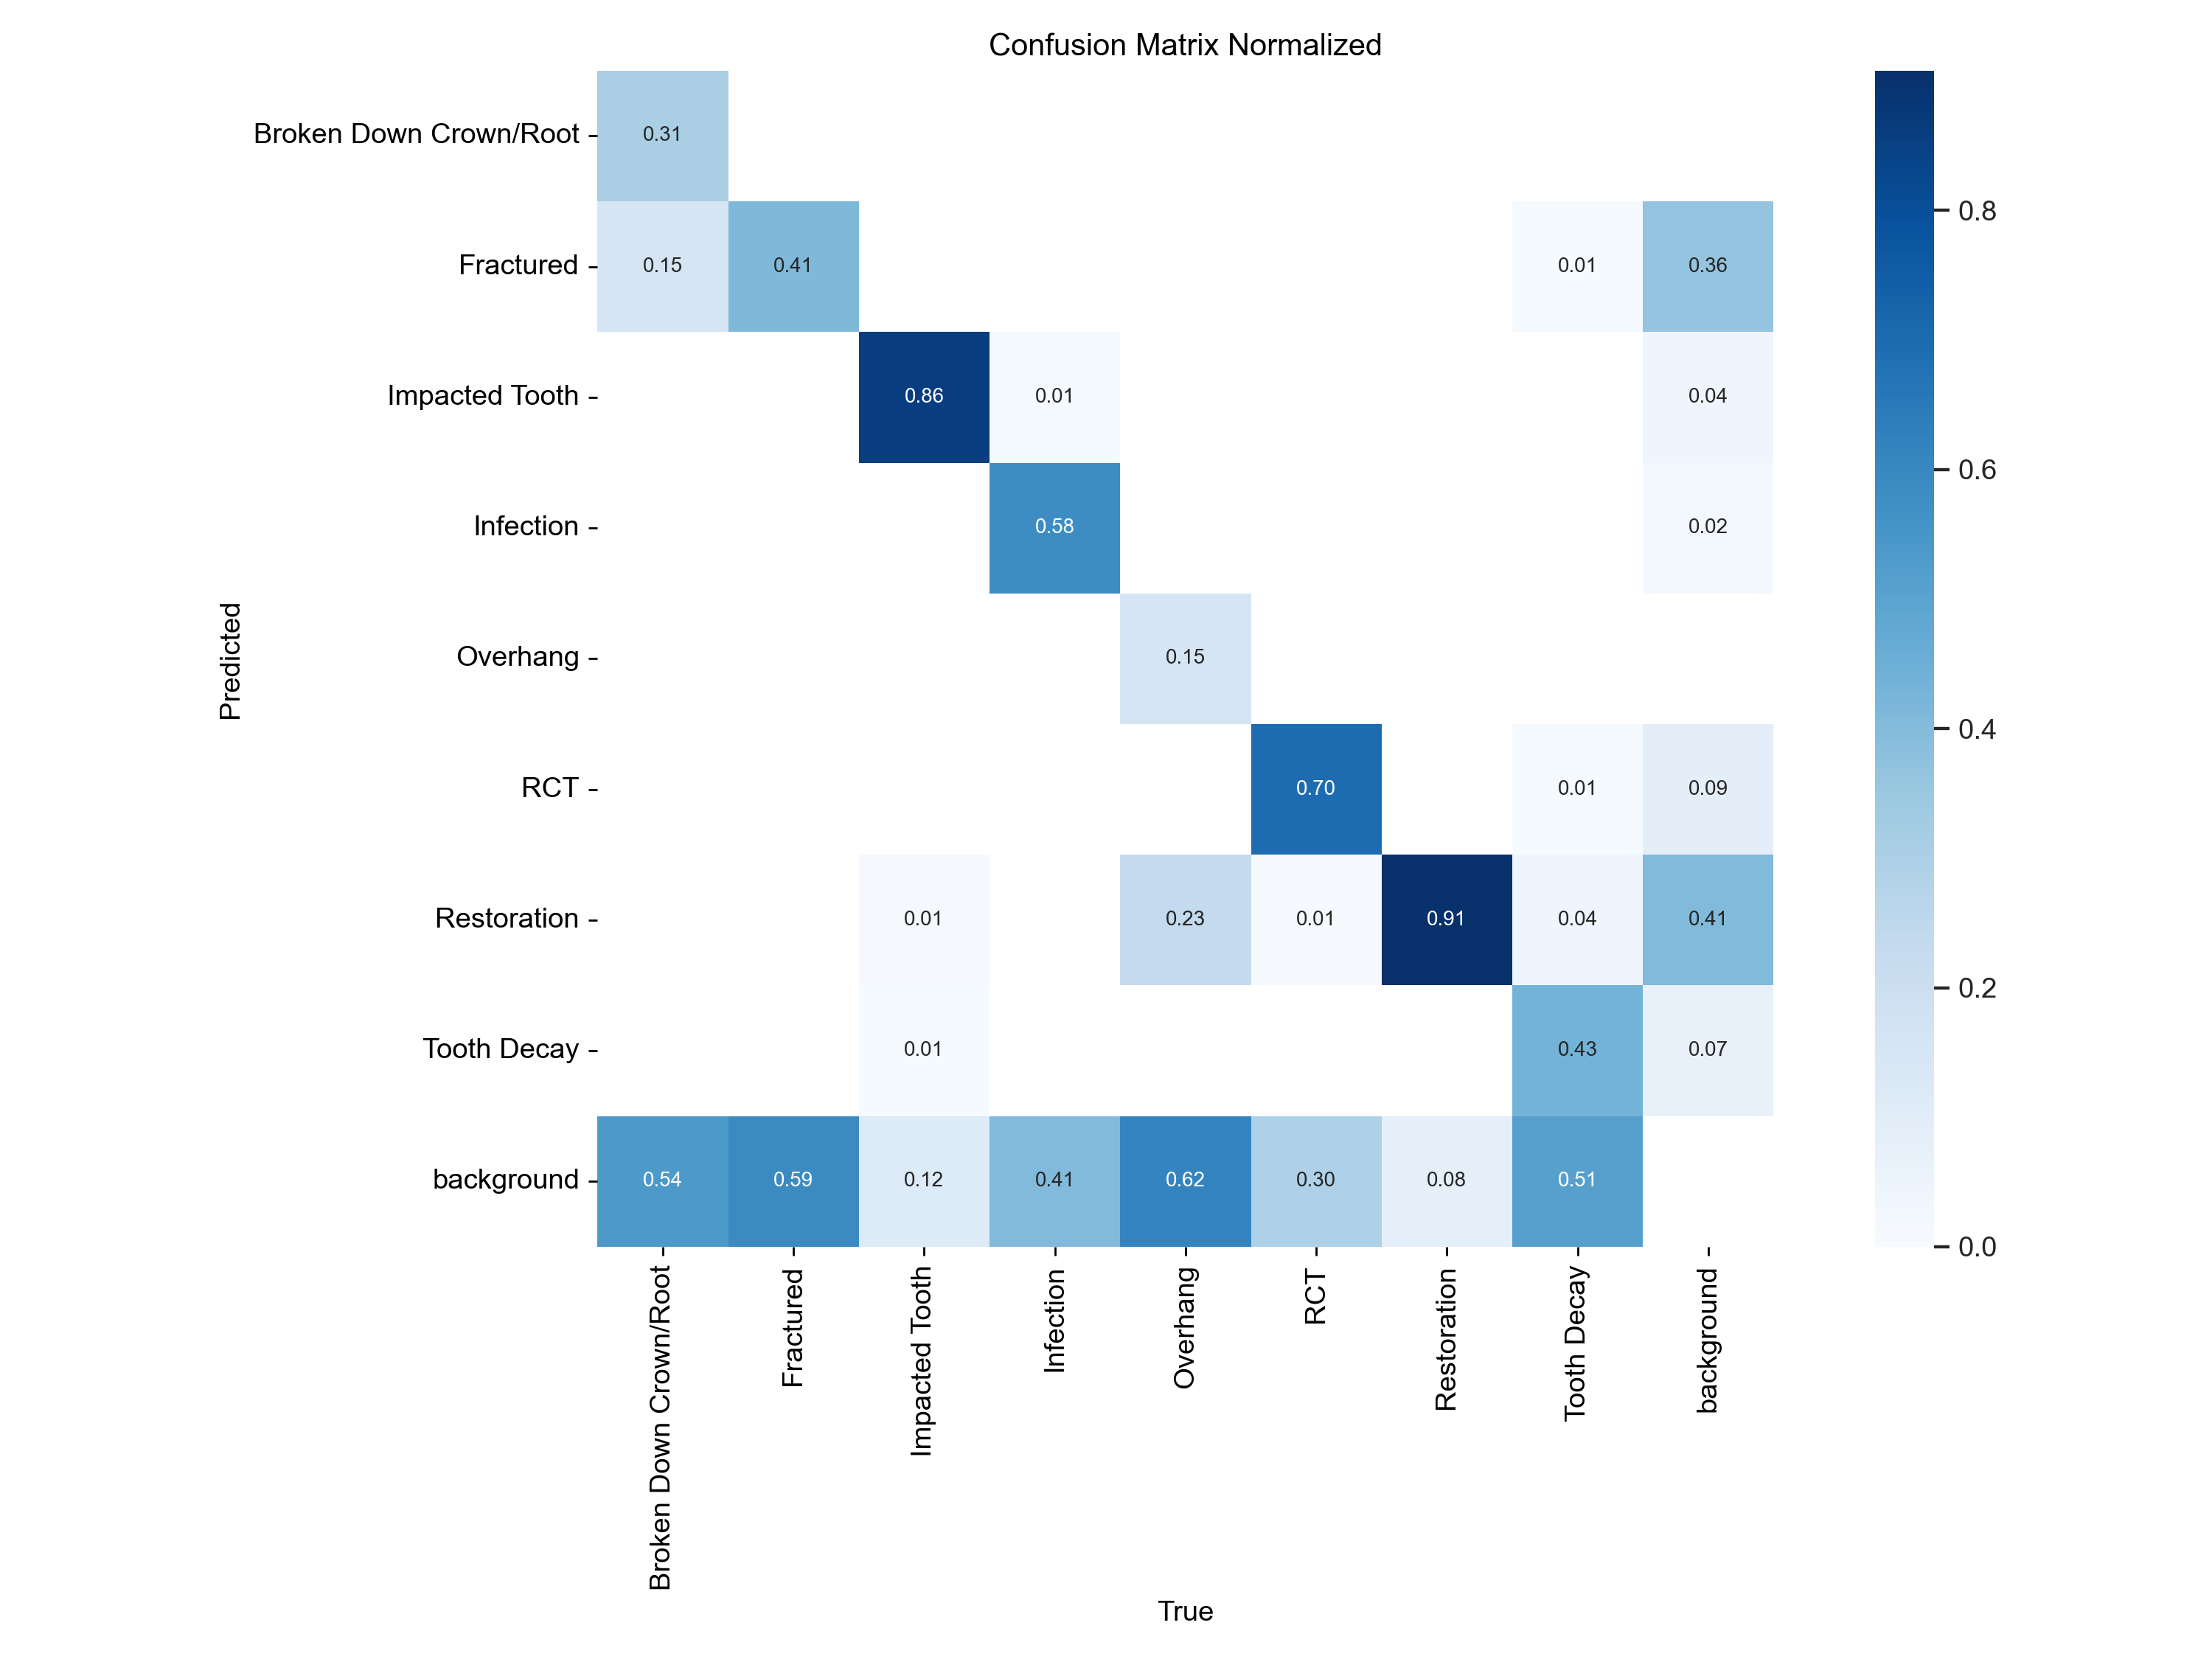 Confusion Matrix Normalized
Broken Down Crown/Root
0.31
Fractured
0.15 0.41 0.01 0.36
0.8
Impacted Tooth
0.86 0.01 0.04
Infection
0.58 0.02
0.6
Predicted
Overhang
0.15
RCT
0.70 0.01 0.09
0.4
Restoration
0.01 0.23 0.01 0.91 0.04 0.41
0.2
Tooth Decay
0.01 0.43 0.07
background
0.54 0.59 0.12 0.41 0.62 0.30 0.08 0.51
0.0
Broken Down Crown/Root
Fractured
Impacted Tooth
Infection
Overhang
RCT
Restoration
Tooth Decay
background
True